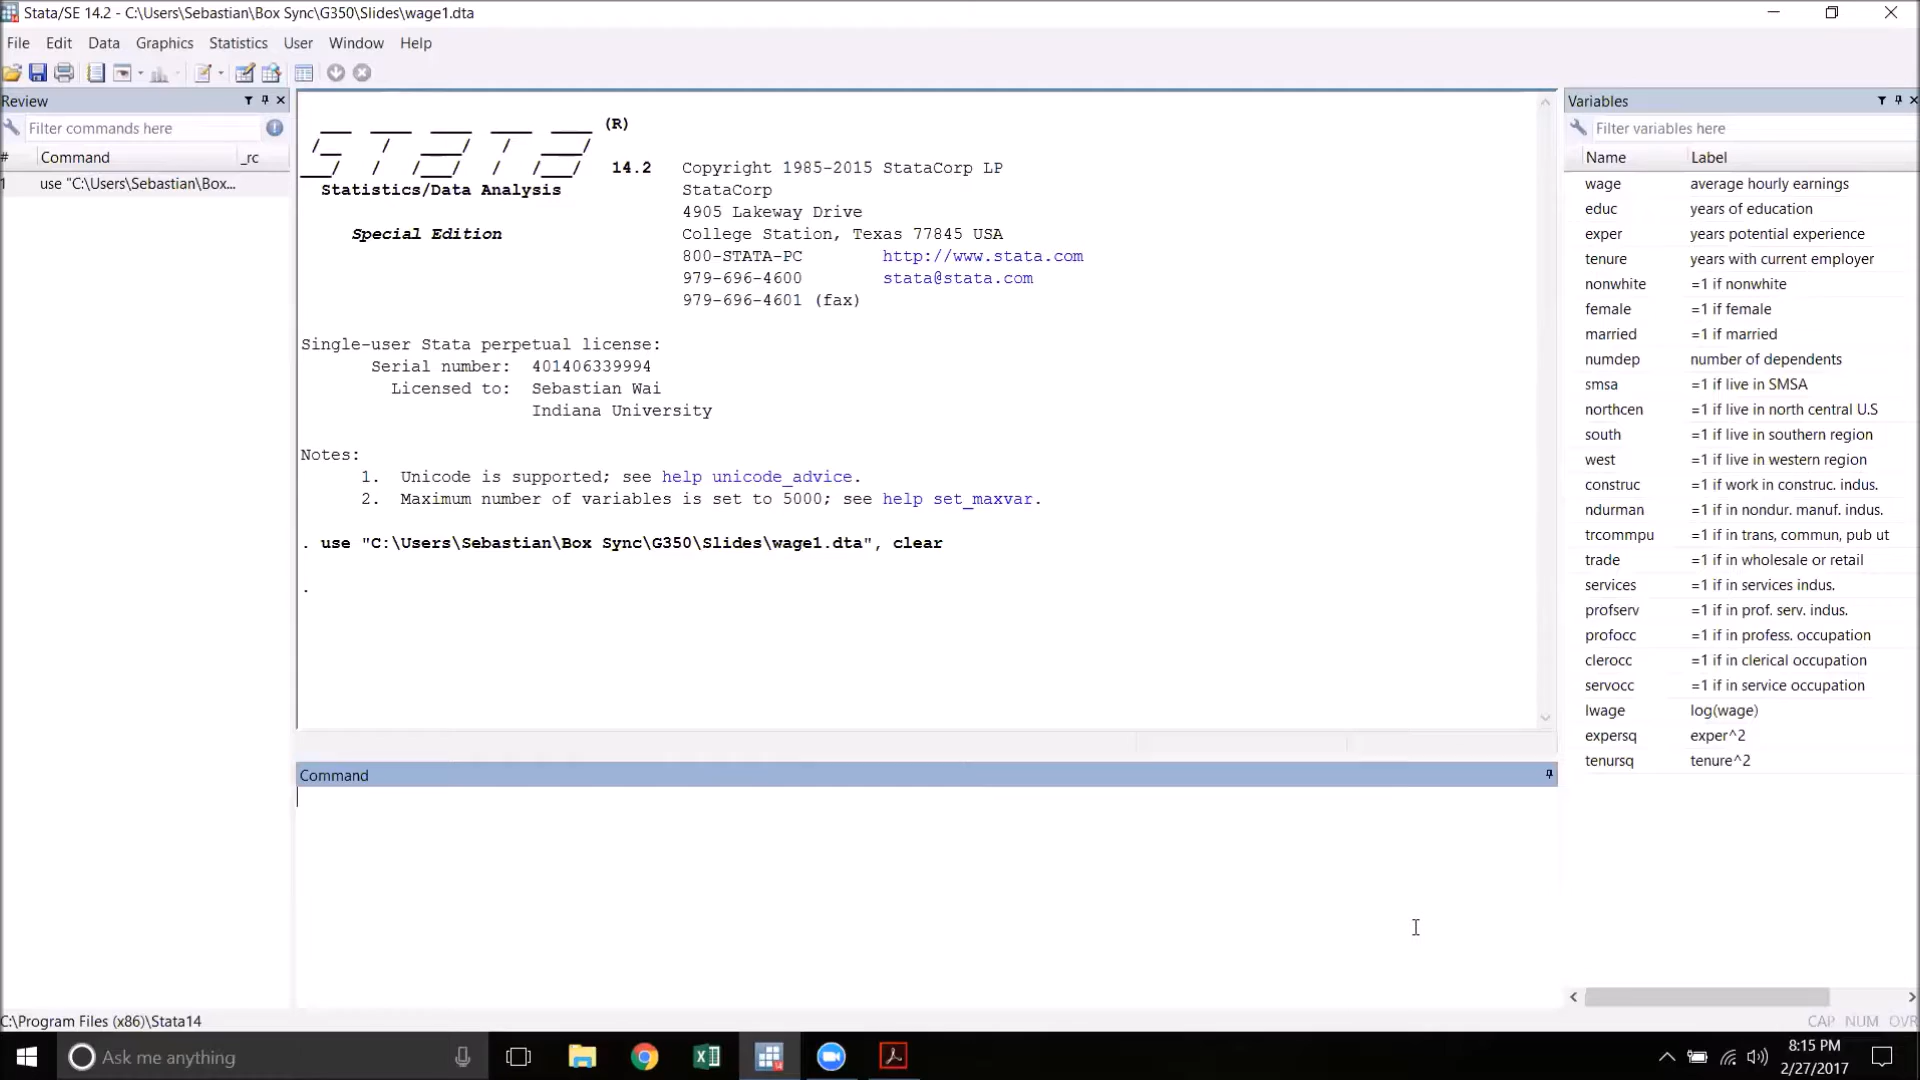 Stata/SE 14.2 - C:\Users\Sebastian\Box Sync\G350\Slides\wage1.dta
File Edit Data Graphics Statistics User Window Help
Review
Filter commands here
# Command _rc
1 use "C:\Users\Sebastian\Box...
(R)
STATA
14.2 Copyright 1985-2015 StataCorp LP
Statistics/Data Analysis StataCorp
4905 Lakeway Drive
Special Edition College Station, Texas 77845 USA
800-STATA-PC http://www.stata.com
979-696-4600 stata@stata.com
979-696-4601 (fax)
Single-user Stata perpetual license:
Serial number: 401406339994
Licensed to: Sebastian Wai
Indiana University
Notes:
1. Unicode is supported; see help unicode_advice.
2. Maximum number of variables is set to 5000; see help set_maxvar.
. use "C:\Users\Sebastian\Box Sync\G350\Slides\wage1.dta", clear
.
Command
Variables
Filter variables here
Name Label
wage average hourly earnings
educ years of education
exper years potential experience
tenure years with current employer
nonwhite =1 if nonwhite
female =1 if female
married =1 if married
numdep number of dependents
smsa =1 if live in SMSA
northcen =1 if live in north central U.S
south =1 if live in southern region
west =1 if live in western region
construc =1 if work in construc. indus.
ndurman =1 if in nondur. manuf. indus.
trcommpu =1 if in trans, commun, pub ut
trade =1 if in wholesale or retail
services =1 if in services indus.
profserv =1 if in prof. serv. indus.
profocc =1 if in profess. occupation
clerocc =1 if in clerical occupation
servocc =1 if in service occupation
lwage log(wage)
expersq exper^2
tenursq tenure^2
C:\Program Files (x86)\Stata14
CAP NUM OVR
Ask me anything
8:15 PM
2/27/2017